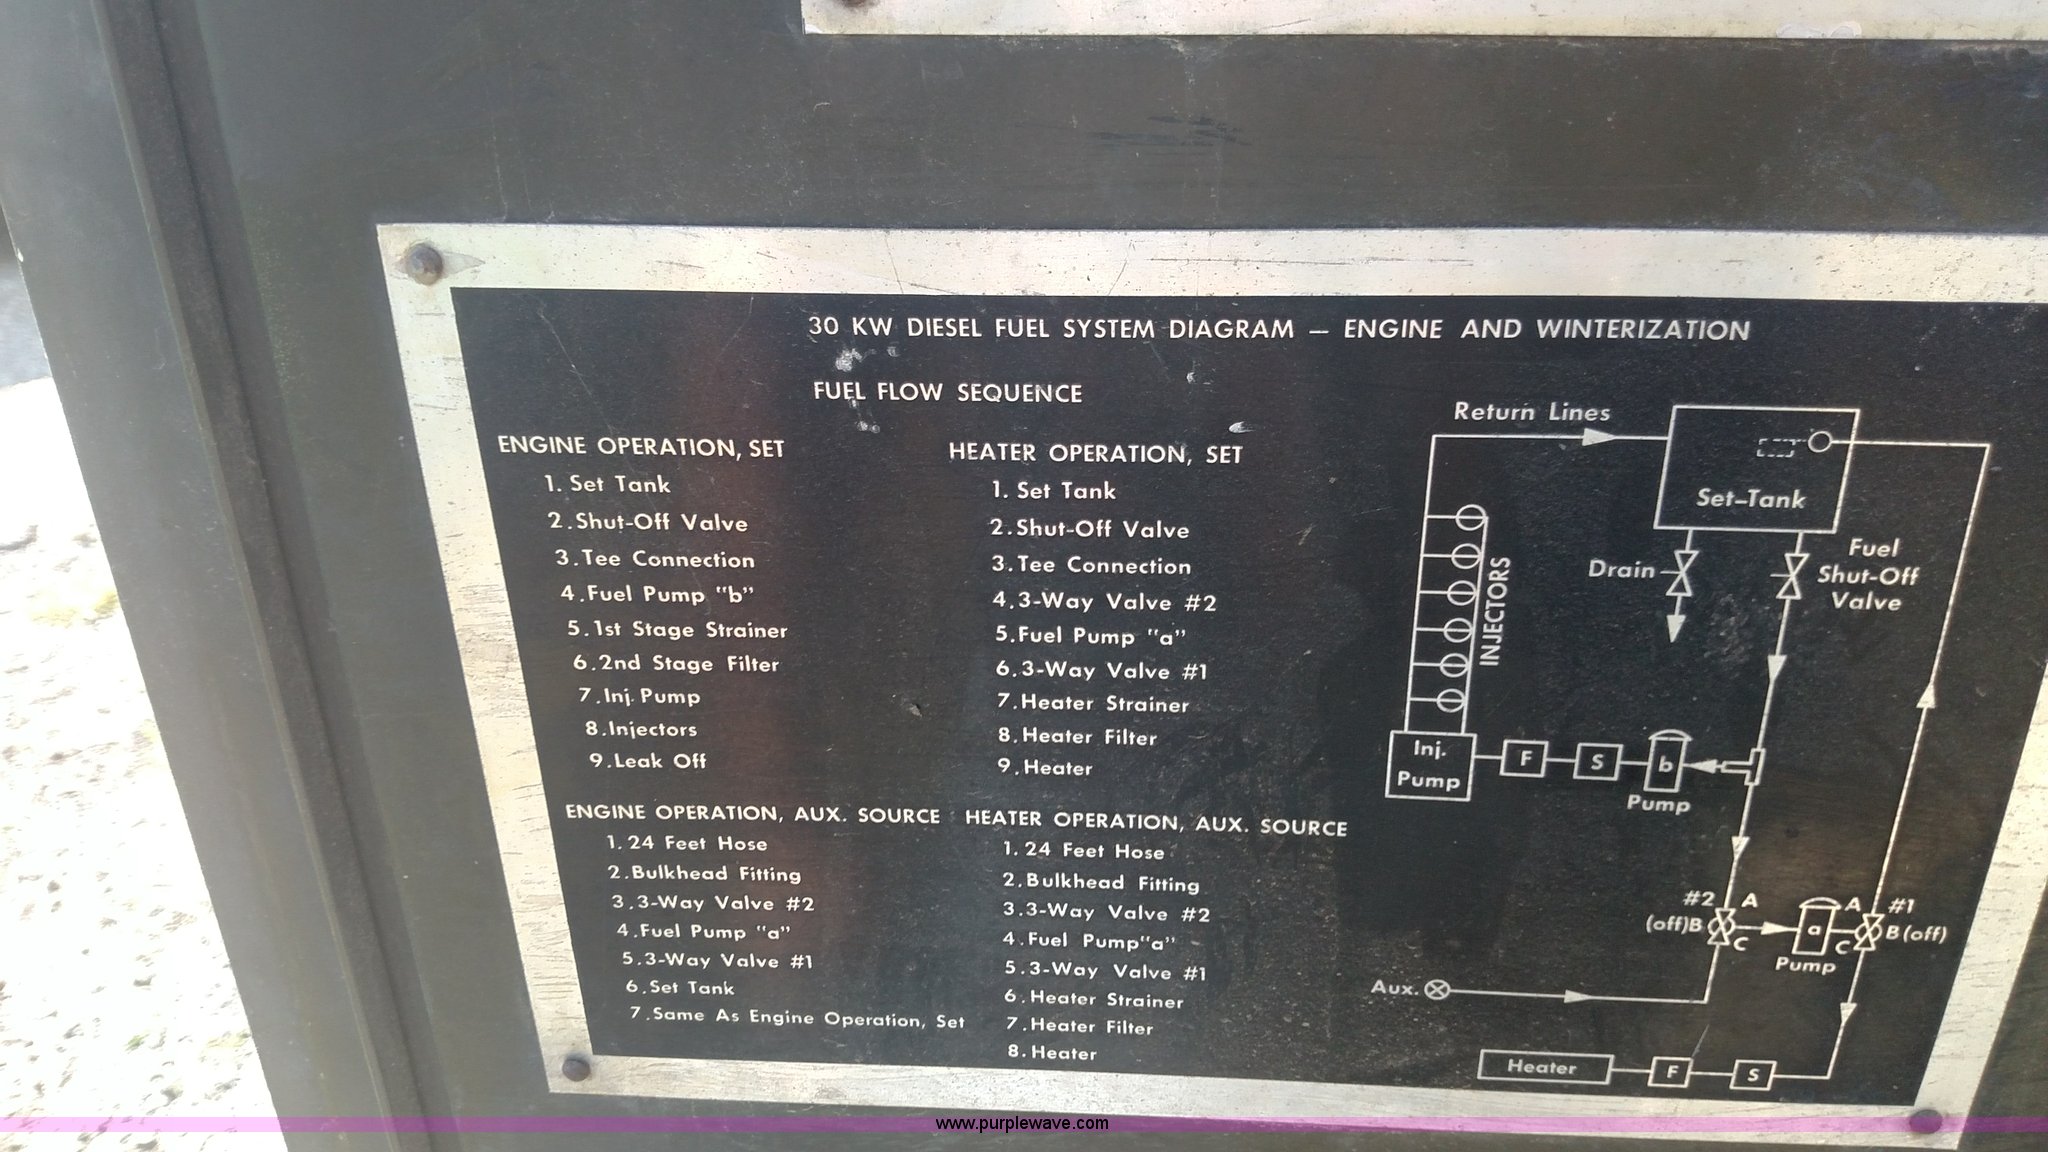 30 KW DIESEL FUEL SYSTEM DIAGRAM — ENGINE AND WINTERIZATION
FUEL FLOW SEQUENCE
ENGINE OPERATION, SET
1. Set Tank
2. Shut-Off Valve
3. Tee Connection
4. Fuel Pump "b"
5. 1st Stage Strainer
6. 2nd Stage Filter
7. Inj. Pump
8. Injectors
9. Leak Off
HEATER OPERATION, SET
1. Set Tank
2. Shut-Off Valve
3. Tee Connection
4. 3-Way Valve #2
5. Fuel Pump "a"
6. 3-Way Valve #1
7. Heater Strainer
8. Heater Filter
9. Heater
ENGINE OPERATION, AUX. SOURCE
1. 24 Feet Hose
2. Bulkhead Fitting
3. 3-Way Valve #2
4. Fuel Pump "a"
5. 3-Way Valve #1
6. Set Tank
7. Same As Engine Operation, Set
HEATER OPERATION, AUX. SOURCE
1. 24 Feet Hose
2. Bulkhead Fitting
3. 3-Way Valve #2
4. Fuel Pump "a"
5. 3-Way Valve #1
6. Heater Strainer
7. Heater Filter
8. Heater
Return Lines
Set-Tank
Drain
Fuel
Shut-Off
Valve
INJECTORS
Inj.
Pump
F
S
b
Pump
#2 A
(off) B
C
a
Pump
A #1
B (off)
C
Aux.
Heater
F
S
www.purplewave.com